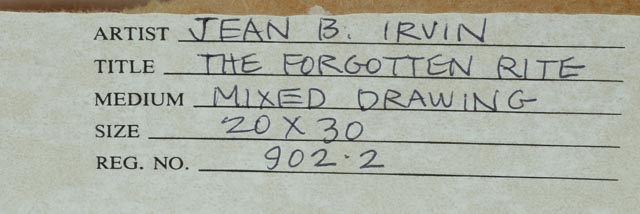 ARTIST JEAN B. IRVIN
TITLE THE FORGOTTEN RITE
MEDIUM MIXED DRAWING
SIZE 20 X 30
REG. NO. 902.2